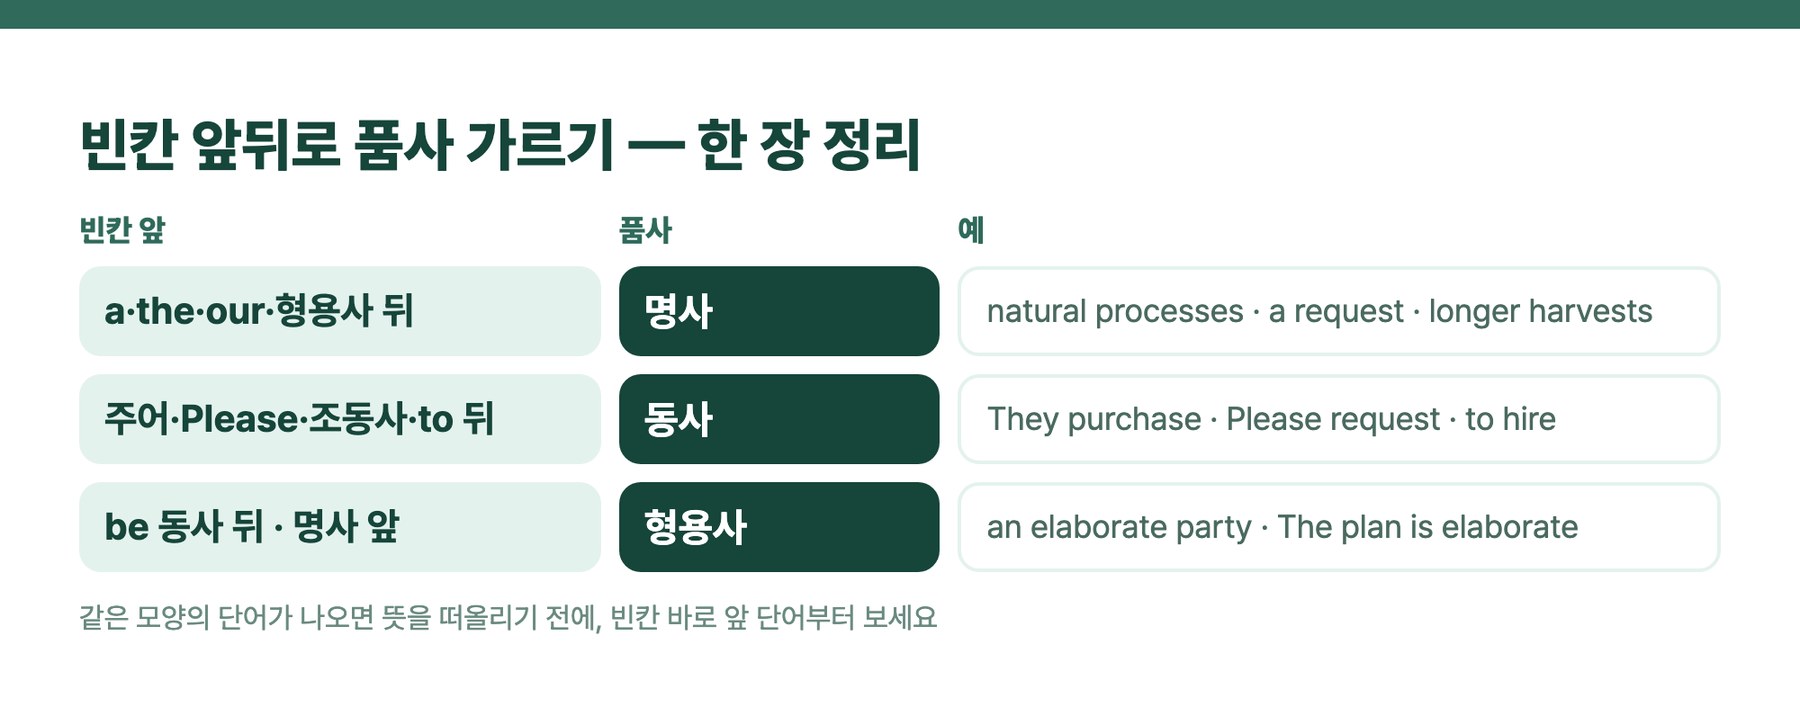 빈칸 앞뒤로 품사 가르기 — 한 장 정리
빈칸 앞 품사 예
a·the·our·형용사 뒤 명사 natural processes · a request · longer harvests
주어·Please·조동사·to 뒤 동사 They purchase · Please request · to hire
be 동사 뒤 · 명사 앞 형용사 an elaborate party · The plan is elaborate
같은 모양의 단어가 나오면 뜻을 떠올리기 전에, 빈칸 바로 앞 단어부터 보세요